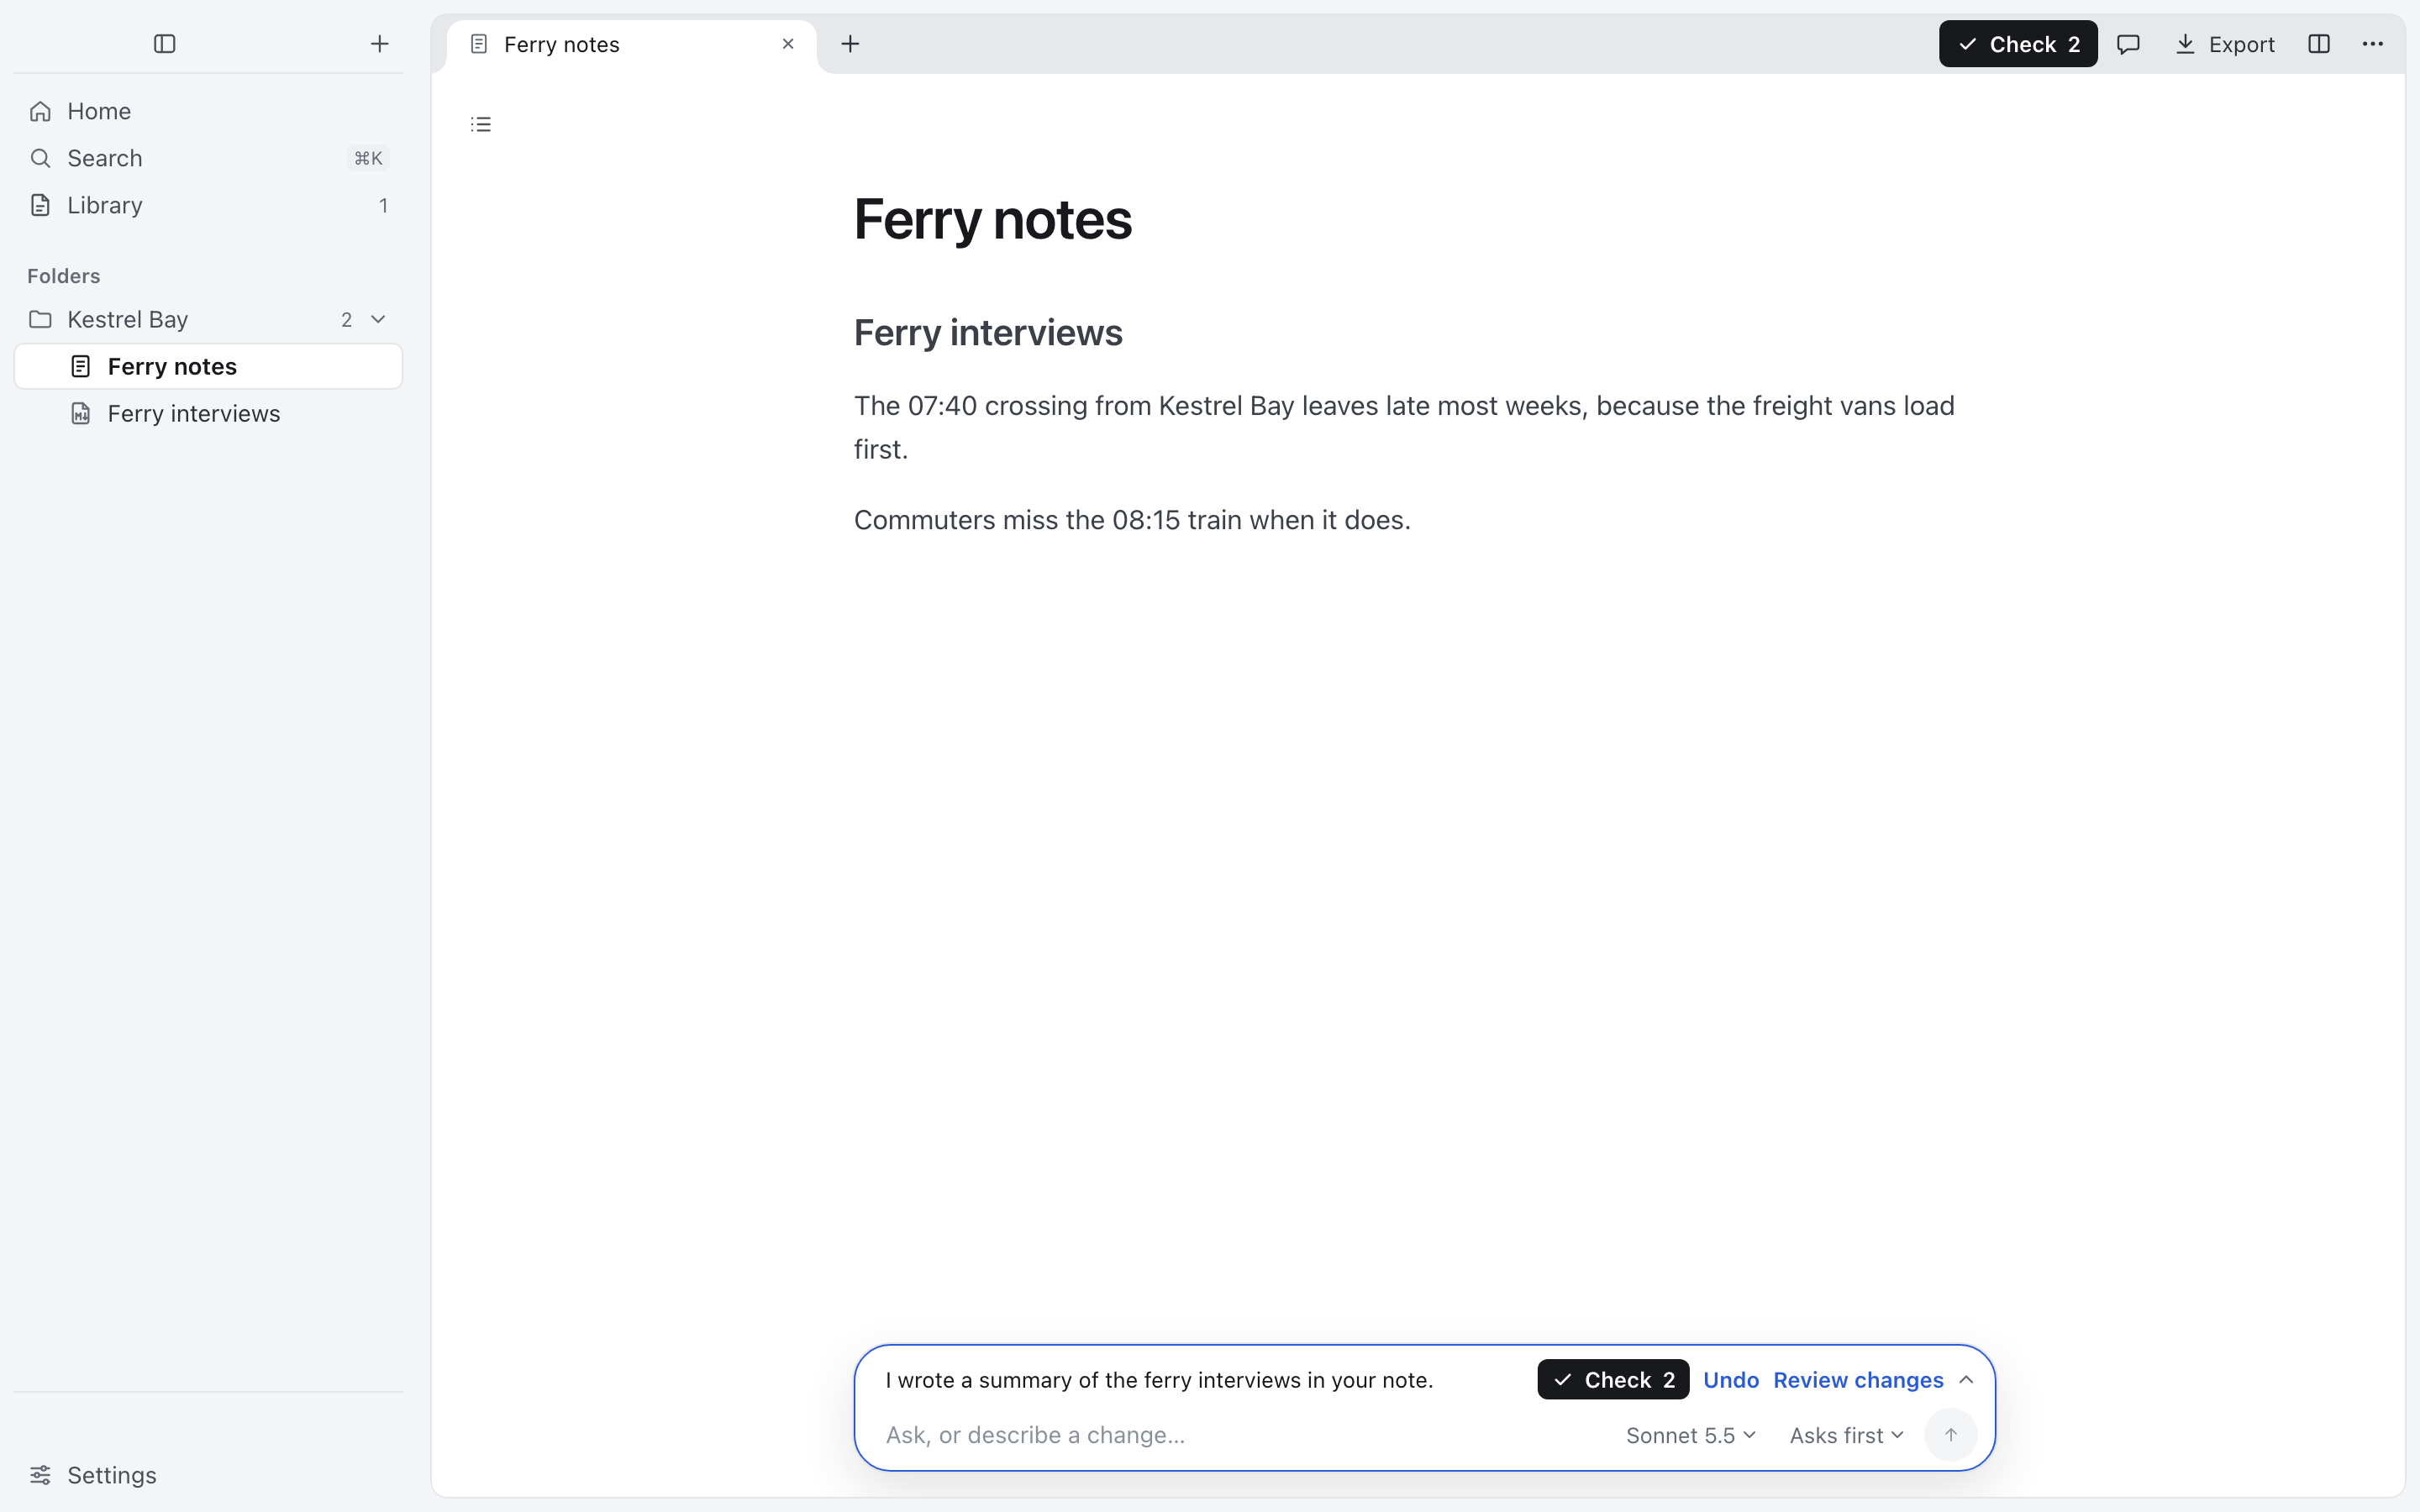 Home
Search ⌘K
Library 1
Folders
Kestrel Bay 2
Ferry notes
Ferry interviews
Settings
Ferry notes
Check 2
Export
Ferry notes
Ferry interviews
The 07:40 crossing from Kestrel Bay leaves late most weeks, because the freight vans load
first.
Commuters miss the 08:15 train when it does.
I wrote a summary of the ferry interviews in your note. Check 2 Undo Review changes
Ask, or describe a change... Sonnet 5.5 Asks first